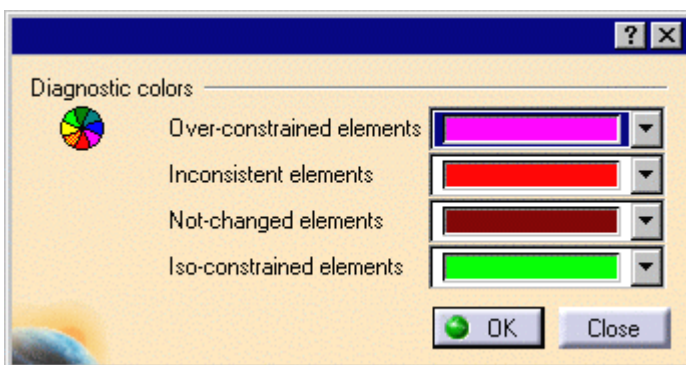 ?
Diagnostic colors
Over-constrained elements
Inconsistent elements
Not-changed elements
Iso-constrained elements
OK Close